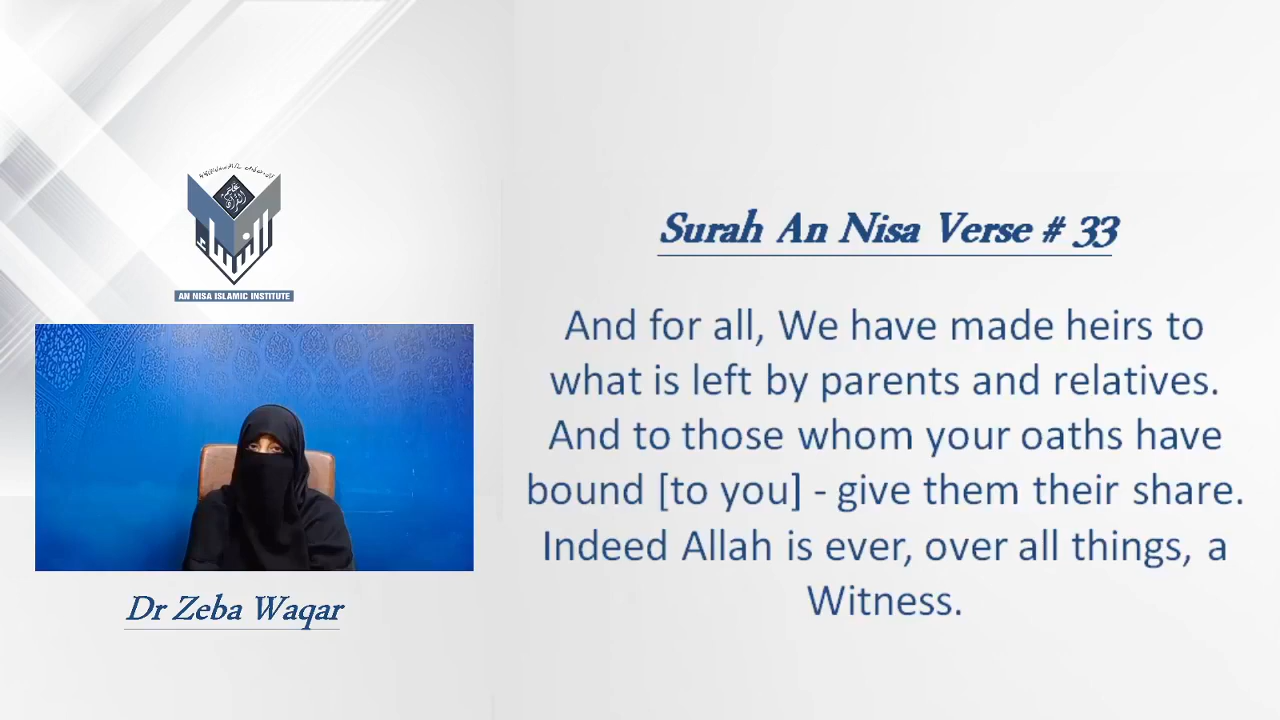 AN NISA ISLAMIC INSTITUTE
Dr Zeba Waqar
Surah An Nisa Verse # 33
And for all, We have made heirs to
what is left by parents and relatives.
And to those whom your oaths have
bound [to you] - give them their share.
Indeed Allah is ever, over all things, a
Witness.